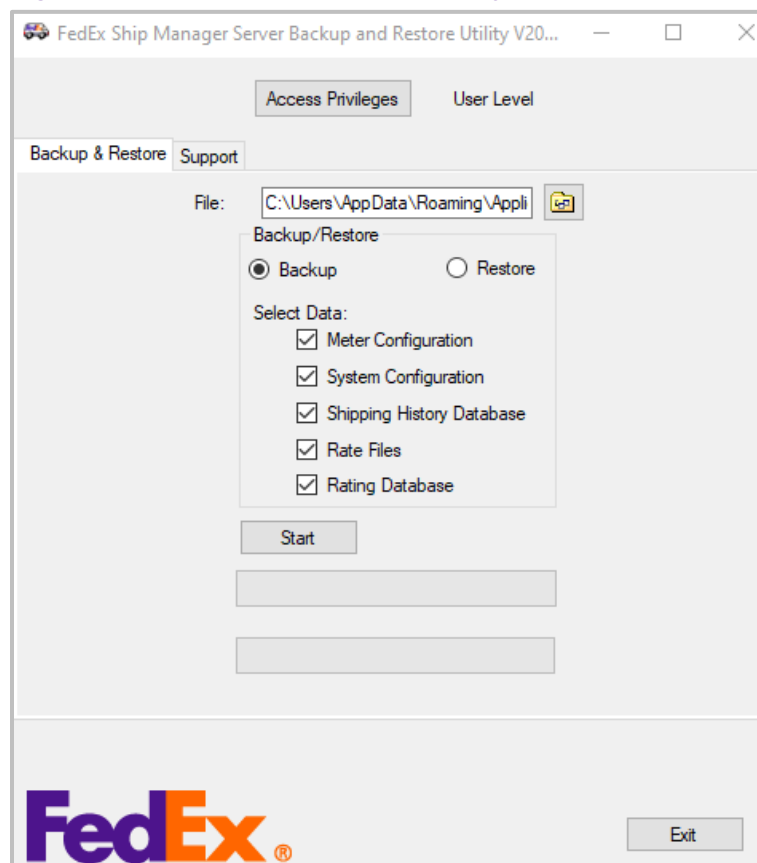 FedEx Ship Manager Server Backup and Restore Utility V20...
Access Privileges User Level
Backup & Restore Support
File: C:\Users\AppData\Roaming\Appli
Backup/Restore
Backup Restore
Select Data:
Meter Configuration
System Configuration
Shipping History Database
Rate Files
Rating Database
Start
FedEx®
Exit